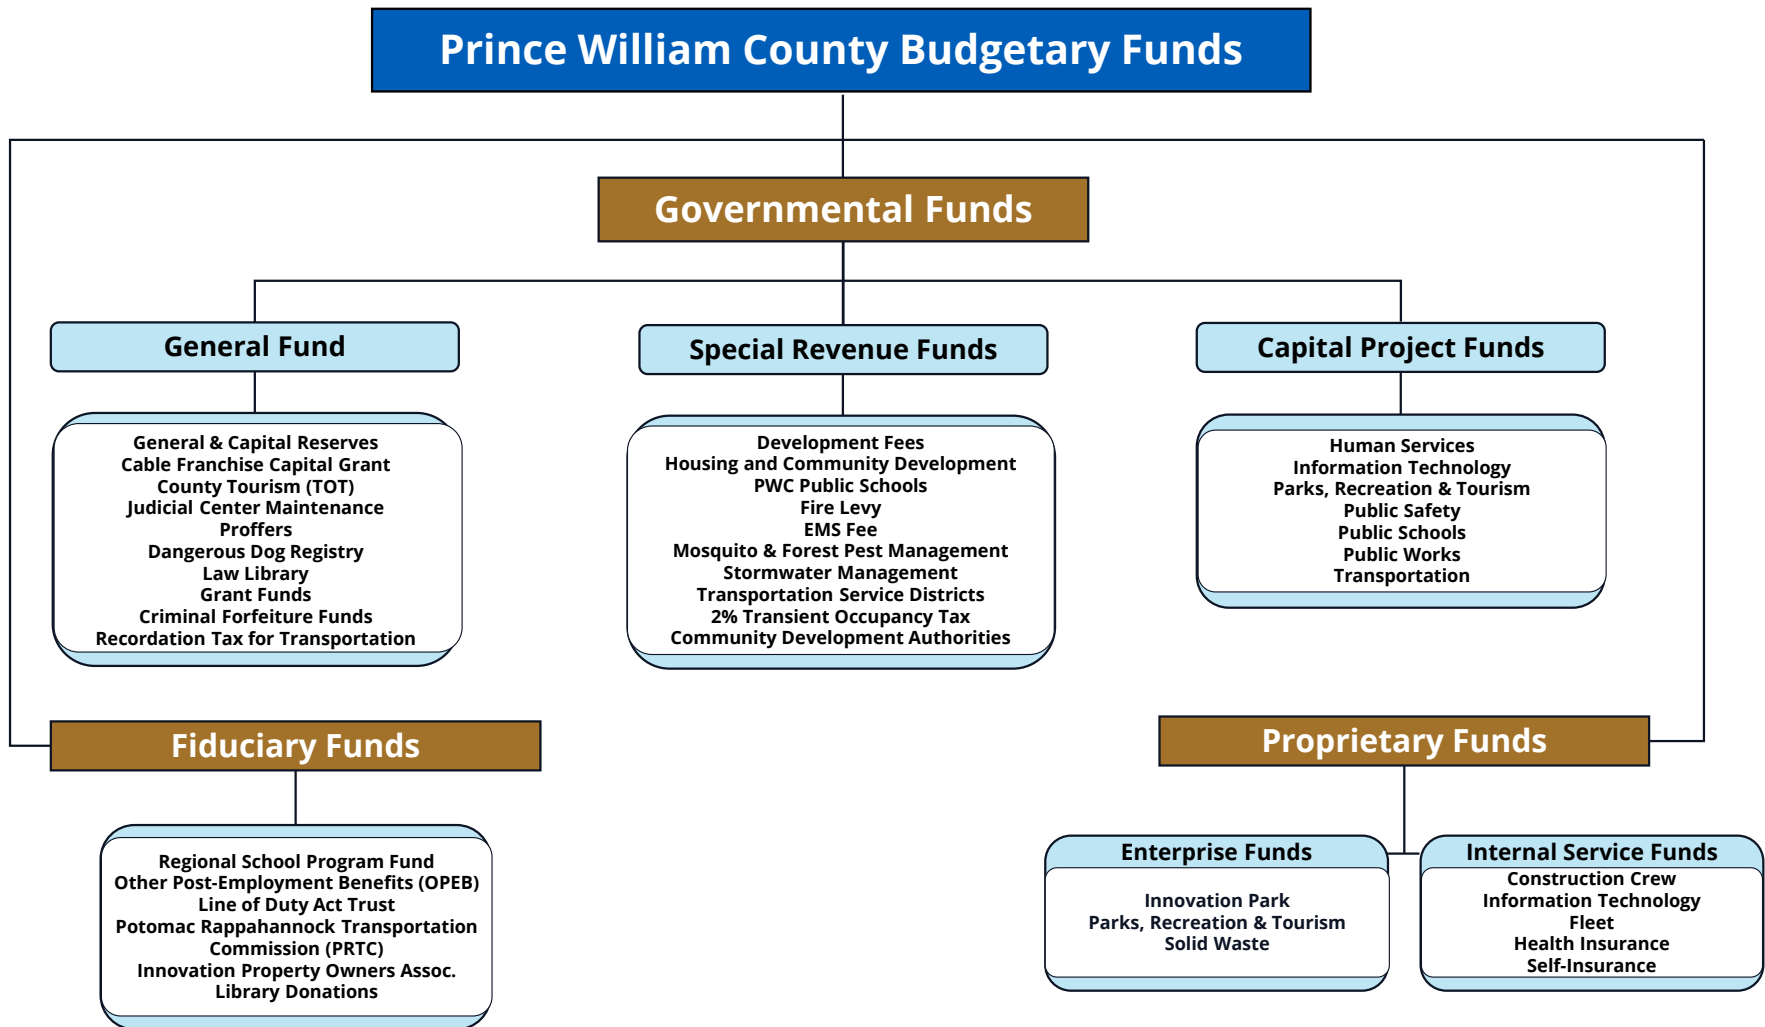 Prince William County Budgetary Funds
Governmental Funds
General Fund
General & Capital Reserves
Cable Franchise Capital Grant
County Tourism (TOT)
Judicial Center Maintenance
Proffers
Dangerous Dog Registry
Law Library
Grant Funds
Criminal Forfeiture Funds
Recordation Tax for Transportation
Special Revenue Funds
Development Fees
Housing and Community Development
PWC Public Schools
Fire Levy
EMS Fee
Mosquito & Forest Pest Management
Stormwater Management
Transportation Service Districts
2% Transient Occupancy Tax
Community Development Authorities
Capital Project Funds
Human Services
Information Technology
Parks, Recreation & Tourism
Public Safety
Public Schools
Public Works
Transportation
Fiduciary Funds
Regional School Program Fund
Other Post-Employment Benefits (OPEB)
Line of Duty Act Trust
Potomac Rappahannock Transportation
Commission (PRTC)
Innovation Property Owners Assoc.
Library Donations
Proprietary Funds
Enterprise Funds
Innovation Park
Parks, Recreation & Tourism
Solid Waste
Internal Service Funds
Construction Crew
Information Technology
Fleet
Health Insurance
Self-Insurance